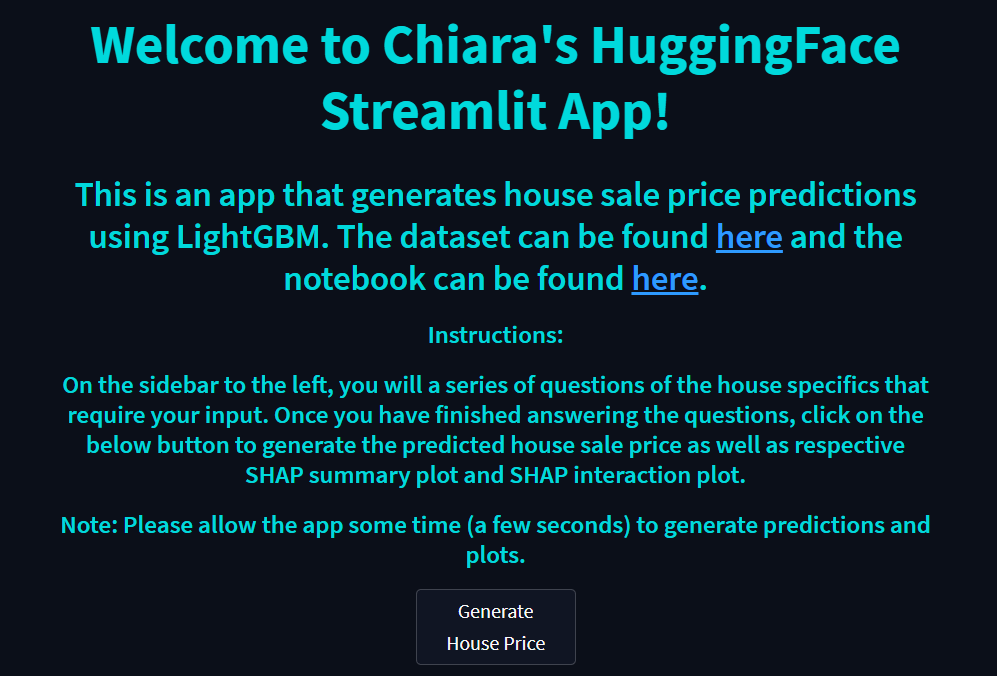 Welcome to Chiara's HuggingFace
Streamlit App!
This is an app that generates house sale price predictions
using LightGBM. The dataset can be found here and the
notebook can be found here.
Instructions:
On the sidebar to the left, you will a series of questions of the house specifics that
require your input. Once you have finished answering the questions, click on the
below button to generate the predicted house sale price as well as respective
SHAP summary plot and SHAP interaction plot.
Note: Please allow the app some time (a few seconds) to generate predictions and
plots.
Generate
House Price